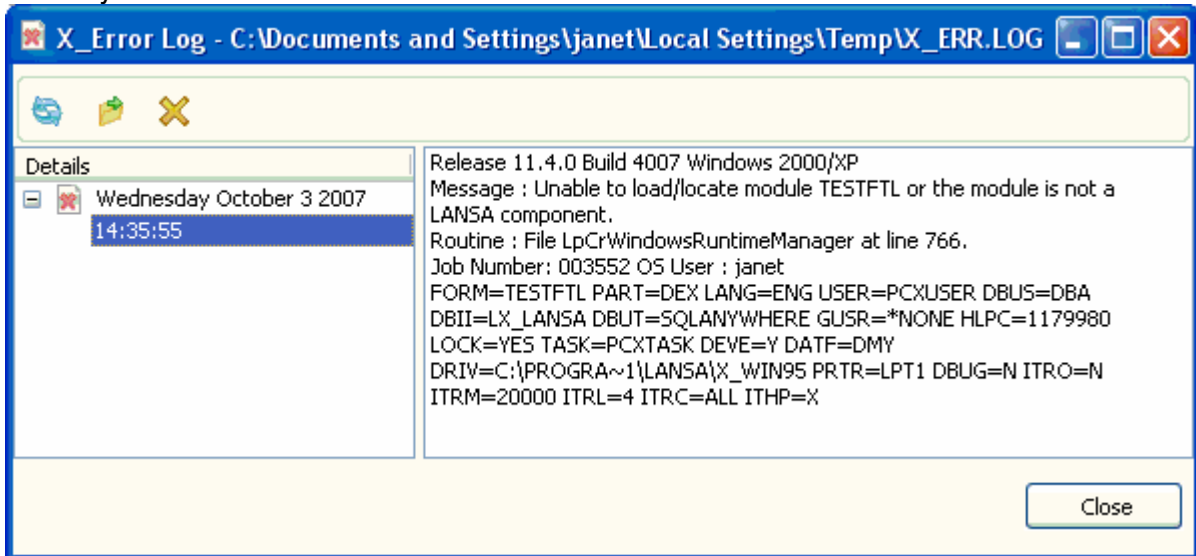 X_Error Log - C:\Documents and Settings\janet\Local Settings\Temp\X_ERR.LOG
Details
Wednesday October 3 2007
14:35:55
Release 11.4.0 Build 4007 Windows 2000/XP
Message : Unable to load/locate module TESTFTL or the module is not a
LANSA component.
Routine : File LpCrWindowsRuntimeManager at line 766.
Job Number: 003552 OS User : janet
FORM=TESTFTL PART=DEX LANG=ENG USER=PCXUSER DBUS=DBA
DBII=LX_LANSA DBUT=SQLANYWHERE GUSR=*NONE HLPC=1179980
LOCK=YES TASK=PCXTASK DEVE=Y DATF=DMY
DRIV=C:\PROGRA~1\LANSA\X_WIN95 PRTR=LPT1 DBUG=N ITRO=N
ITRM=20000 ITRL=4 ITRC=ALL ITHP=X
Close